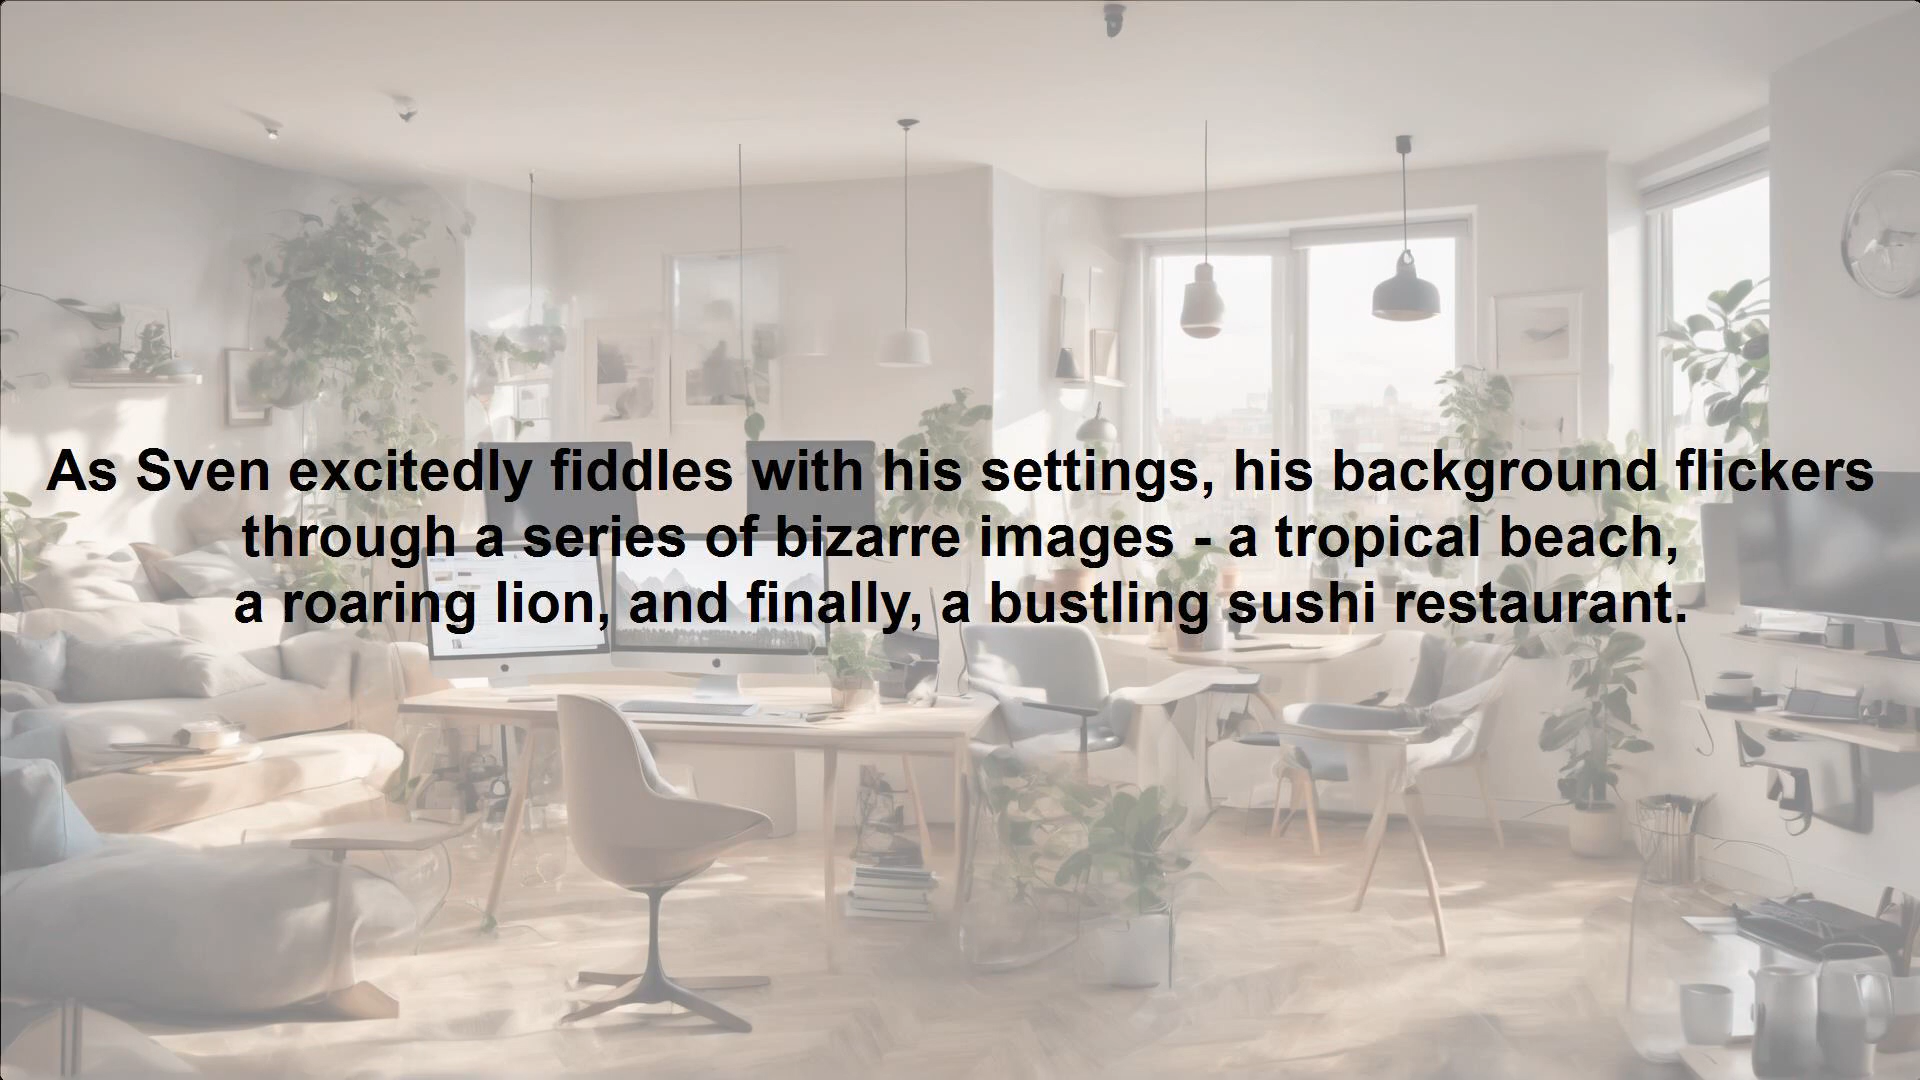 As Sven excitedly fiddles with his settings, his background flickers
through a series of bizarre images - a tropical beach,
a roaring lion, and finally, a bustling sushi restaurant.